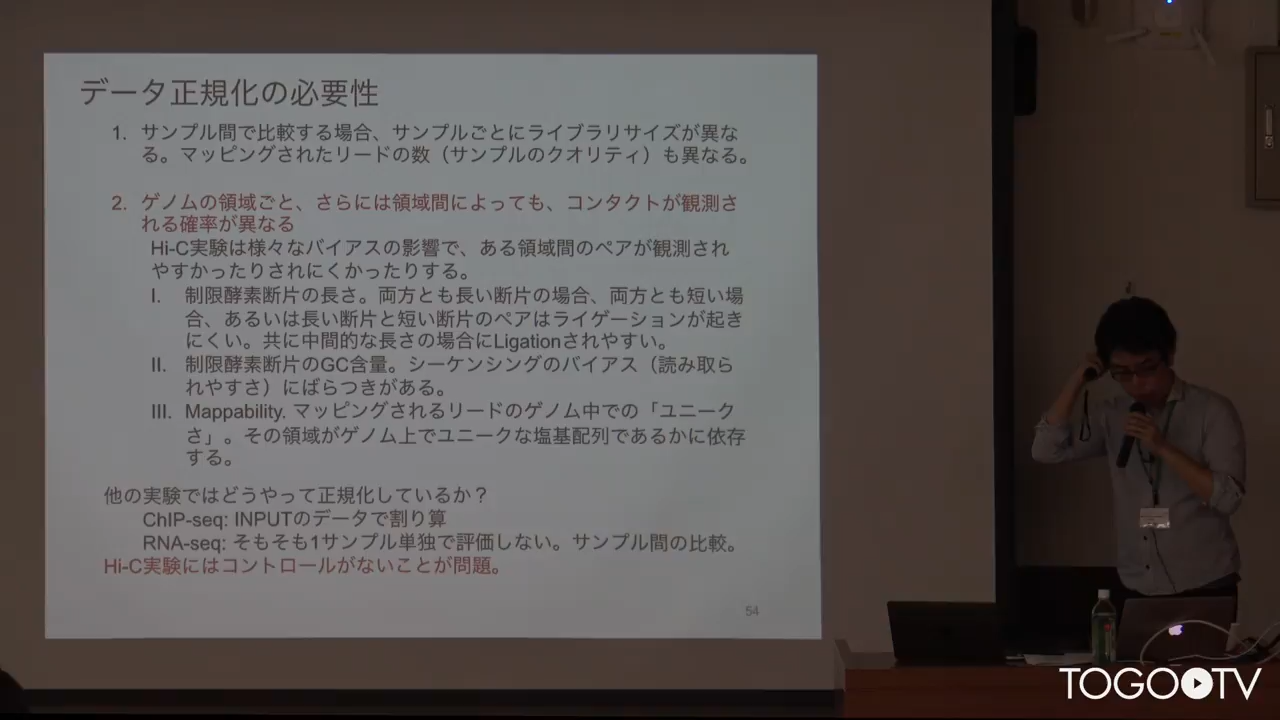 データ正規化の必要性
1. サンプル間で比較する場合、サンプルごとにライブラリサイズが異な
る。マッピングされたリードの数（サンプルのクオリティ）も異なる。
2. ゲノムの領域ごと、さらには領域間によっても、コンタクトが観測さ
れる確率が異なる
Hi-C実験は様々なバイアスの影響で、ある領域間のペアが観測され
やすかったりされにくかったりする。
I. 制限酵素断片の長さ。両方とも長い断片の場合、両方とも短い場
合、あるいは長い断片と短い断片のペアはライゲーションが起き
にくい。共に中間的な長さの場合にLigationされやすい。
II. 制限酵素断片のGC含量。シーケンシングのバイアス（読み取ら
れやすさ）にばらつきがある。
III. Mappability. マッピングされるリードのゲノム中での「ユニーク
さ」。その領域がゲノム上でユニークな塩基配列であるかに依存
する。
他の実験ではどうやって正規化しているか？
ChIP-seq: INPUTのデータで割り算
RNA-seq: そもそも1サンプル単独で評価しない。サンプル間の比較。
Hi-C実験にはコントロールがないことが問題。
54
TOGOTV